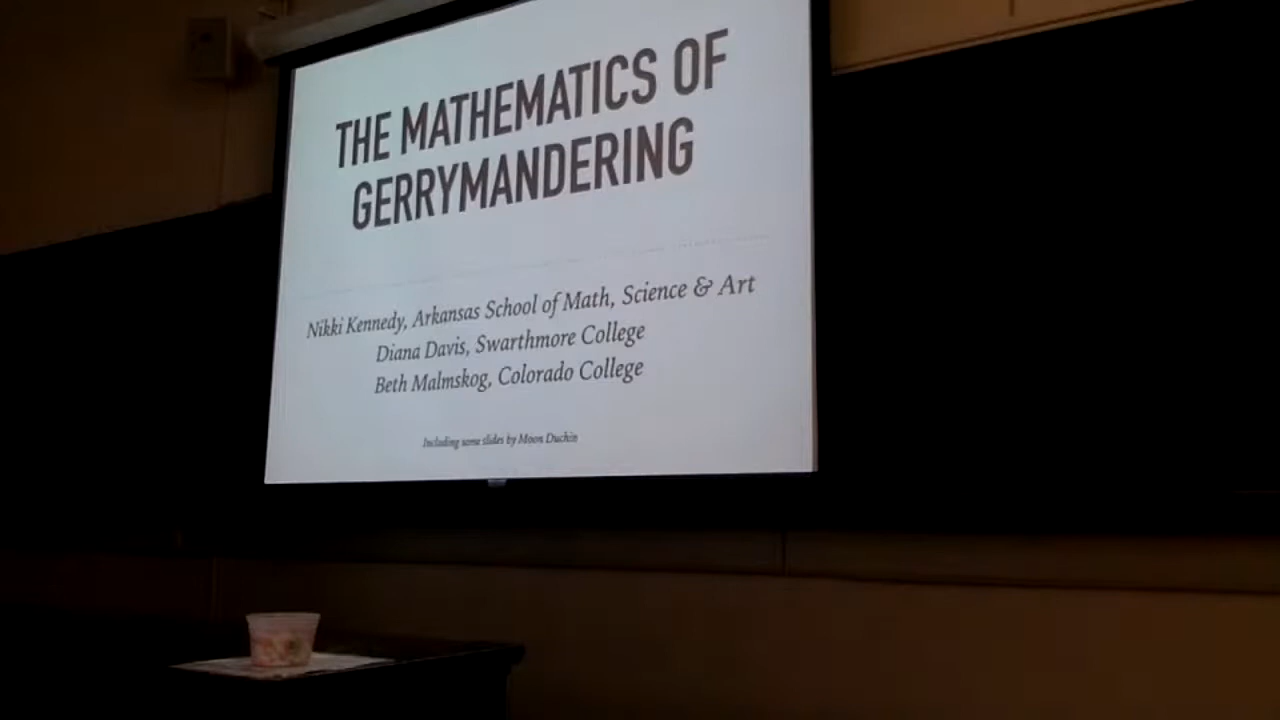 THE MATHEMATICS OF
GERRYMANDERING
Nikki Kennedy, Arkansas School of Math, Science & Art
Diana Davis, Swarthmore College
Beth Malmskog, Colorado College
Including some slides by Moon Duchin